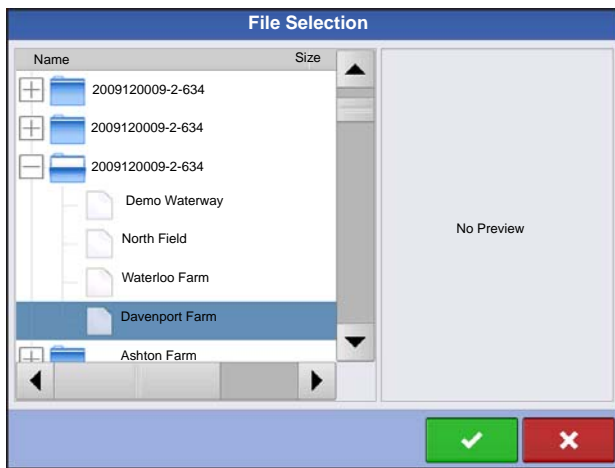 File Selection
Name Size
2009120009-2-634
2009120009-2-634
2009120009-2-634
Demo Waterway
North Field
No Preview
Waterloo Farm
Davenport Farm
Ashton Farm